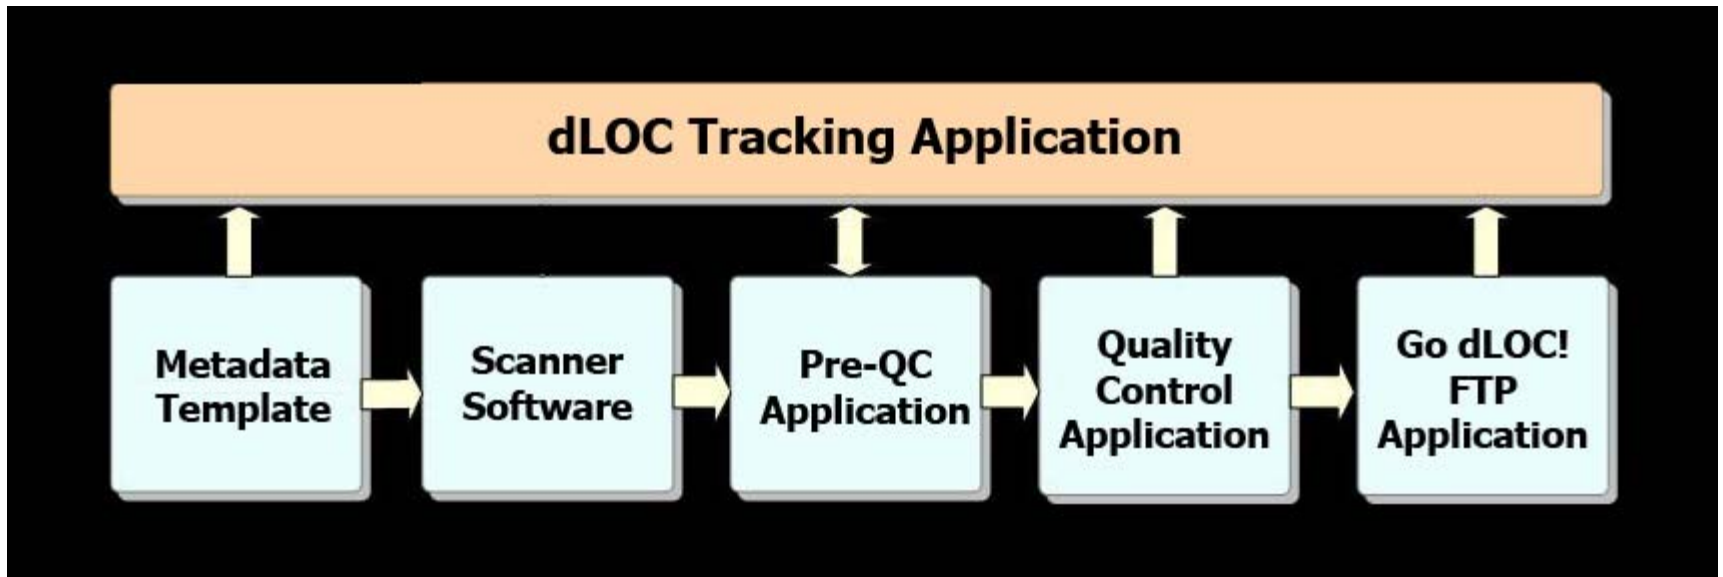 dLOC Tracking Application
Metadata
Template
Scanner
Software
Pre-QC
Application
Quality
Control
Application
Go dLOC!
FTP
Application